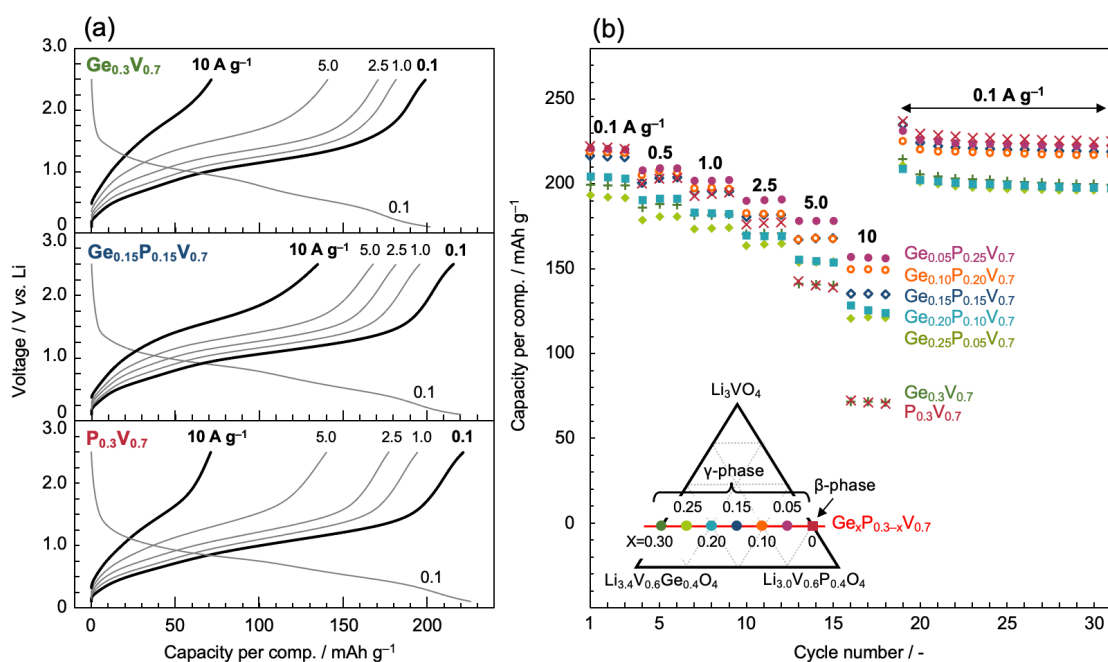 (a)
3.0
2.0
1.0
0
3.0
2.0
1.0
0
3.0
2.0
1.0
0
Voltage / V vs. Li
Ge0.3V0.7
10 A g–1
5.0
2.5
1.0
0.1
0.1
Ge0.15P0.15V0.7
10 A g–1
5.0
2.5
1.0
0.1
0.1
P0.3V0.7
10 A g–1
5.0
2.5
1.0
0.1
0.1
0 50 100 150 200
Capacity per comp. / mAh g–1
(b)
250
200
150
100
50
0
-50
Capacity per comp. / mAh g–1
0.1 A g–1
0.5
1.0
2.5
5.0
10
0.1 A g–1
Ge0.05P0.25V0.7
Ge0.10P0.20V0.7
Ge0.15P0.15V0.7
Ge0.20P0.10V0.7
Ge0.25P0.05V0.7
Ge0.3V0.7
P0.3V0.7
Li3VO4
γ-phase
β-phase
0.25 0.15 0.05
GexP0.3–xV0.7
X=0.30 0.20 0.10 0
Li3.4V0.6Ge0.4O4
Li3.0V0.6P0.4O4
1 5 10 15 20 25 30
Cycle number / -